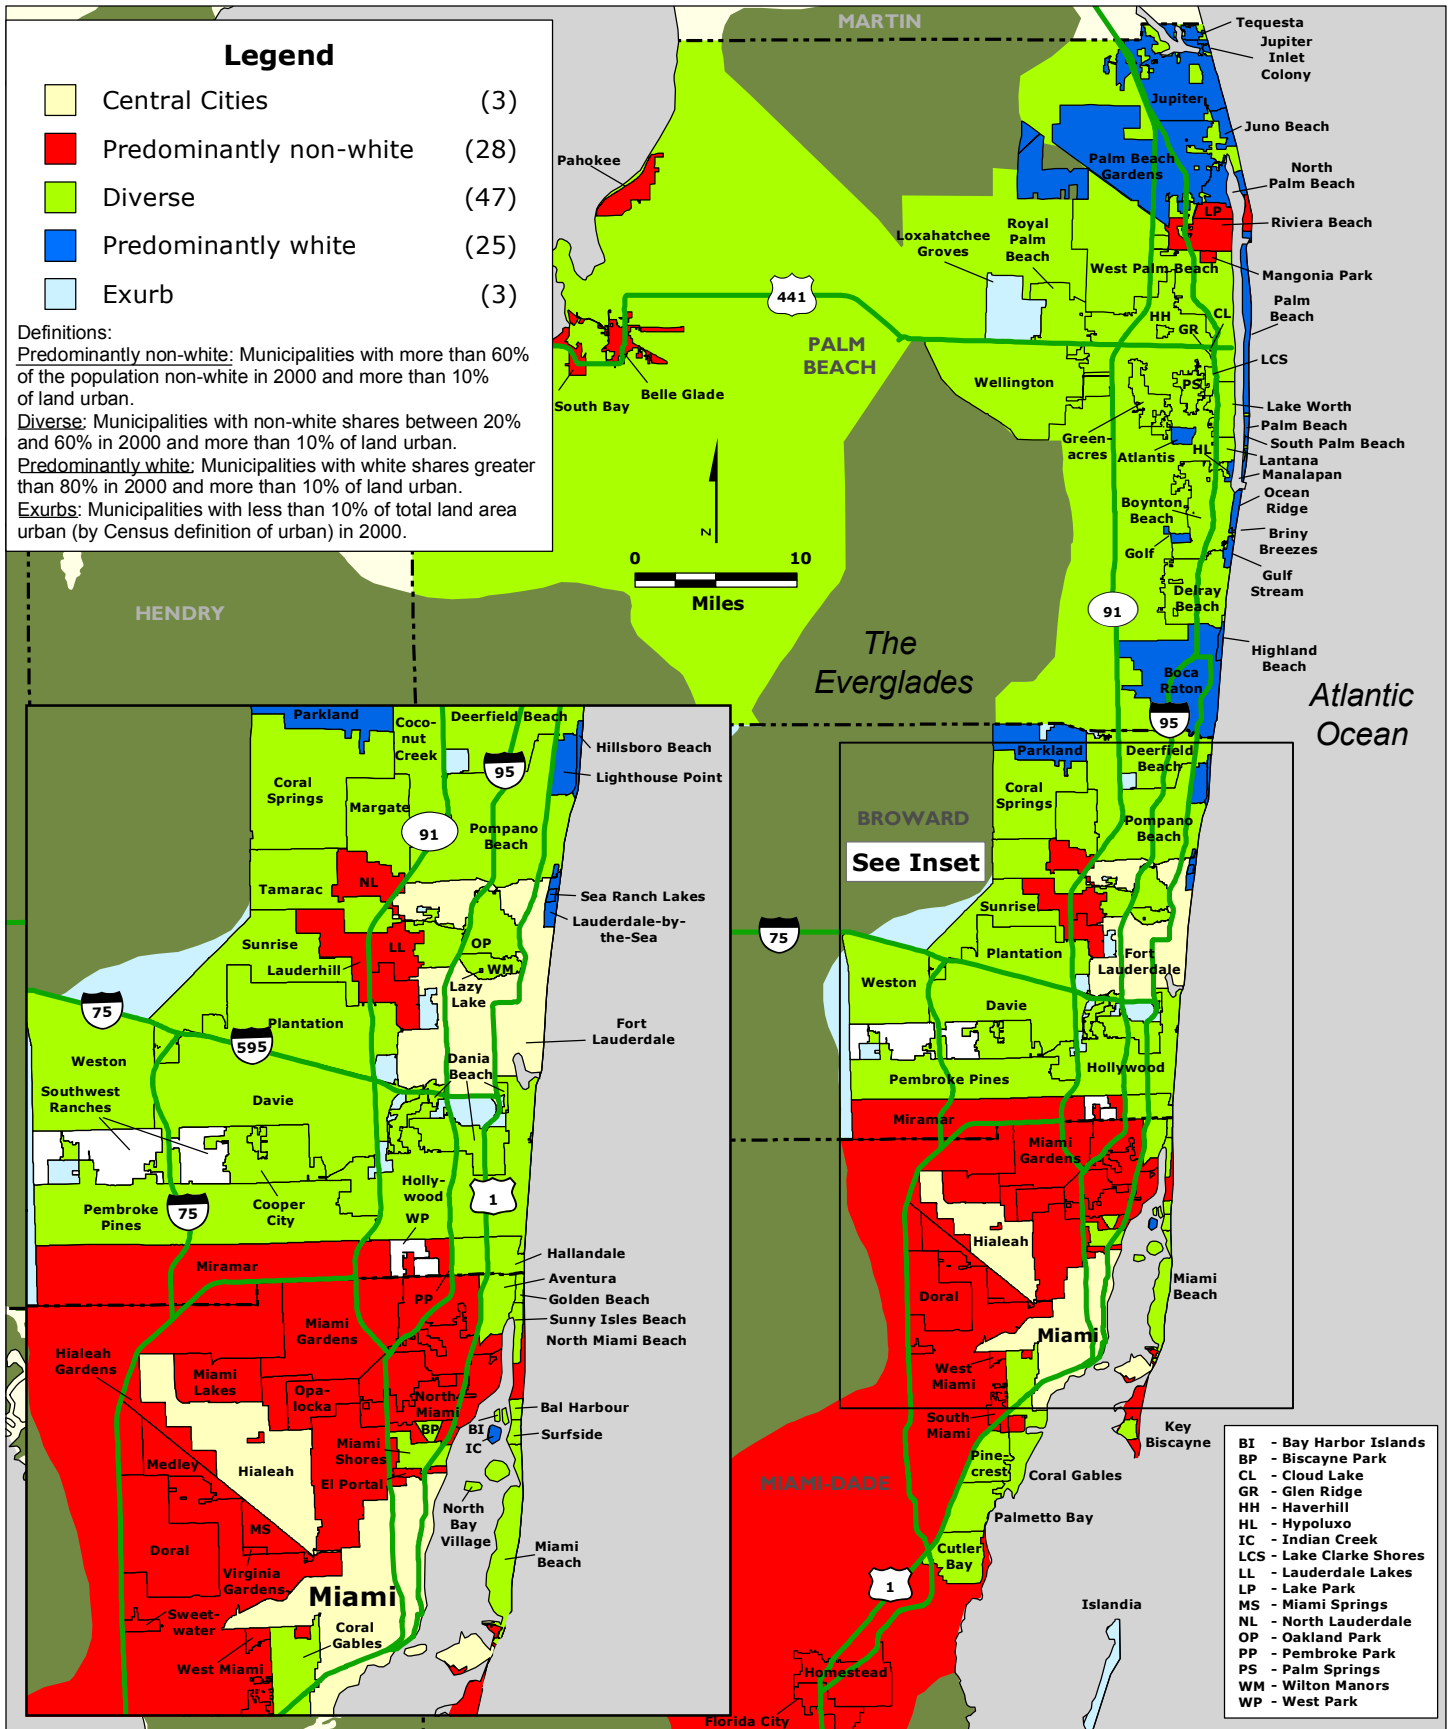 Legend
Central Cities (3)
Predominantly non-white (28)
Diverse (47)
Predominantly white (25)
Exurb (3)
Definitions:
Predominantly non-white: Municipalities with more than 60%
of the population non-white in 2000 and more than 10%
of land urban.
Diverse: Municipalities with non-white shares between 20%
and 60% in 2000 and more than 10% of land urban.
Predominantly white: Municipalities with white shares greater
than 80% in 2000 and more than 10% of land urban.
Exurbs: Municipalities with less than 10% of total land area
urban (by Census definition of urban) in 2000.
MARTIN
Tequesta
Jupiter
Inlet
Colony
Jupiter
Juno Beach
North
Palm Beach
Palm Beach
Gardens
Pahokee
LP
Riviera Beach
Loxahatchee
Groves
Royal
Palm
Beach
West Palm Beach
Mangonia Park
441
Palm
Beach
HH
GR
CL
PALM
BEACH
LCS
Wellington
PS
South Bay
Belle Glade
Lake Worth
Palm Beach
South Palm Beach
Green-
acres
Atlantis
HL
Lantana
Manalapan
Ocean
Ridge
Boynton
Beach
Golf
Briny
Breezes
Gulf
Stream
N
0 10
Miles
HENDRY
91
Delray
Beach
The
Everglades
Highland
Beach
Boca
Raton
Atlantic
Ocean
95
Parkland
Deerfield
Beach
Coral
Springs
BROWARD
Pompano
Beach
See Inset
Sunrise
75
Plantation
Fort
Lauderdale
Weston
Davie
Hollywood
Pembroke Pines
Miramar
Miami
Gardens
Hialeah
Doral
Miami
Beach
Miami
West
Miami
South
Miami
Key
Biscayne
Pine-
crest
Coral Gables
MIAMI-DADE
Palmetto Bay
Cutler
Bay
1
Islandia
Homestead
Florida City
Parkland
Coco-
nut
Creek
Deerfield Beach
Hillsboro Beach
95
Lighthouse Point
Coral
Springs
Margate
91
Pompano
Beach
NL
Tamarac
Sea Ranch Lakes
Lauderdale-by-
the-Sea
Sunrise
LL
OP
Lauderhill
WM
Lazy
Lake
75
Plantation
Fort
Lauderdale
595
Weston
Dania
Beach
Southwest
Ranches
Davie
Holly-
wood
1
Pembroke
Pines
75
Cooper
City
WP
Hallandale
Miramar
Aventura
PP
Golden Beach
Sunny Isles Beach
Miami
Gardens
North Miami Beach
Hialeah
Gardens
Miami
Lakes
Opa-
locka
North
Miami
Bal Harbour
BP
BI
IC
Surfside
Miami
Shores
Medley
Hialeah
El Portal
North
Bay
Village
MS
Doral
Miami
Beach
Virginia
Gardens
Miami
Sweet-
water
Coral
Gables
West Miami
BI - Bay Harbor Islands
BP - Biscayne Park
CL - Cloud Lake
GR - Glen Ridge
HH - Haverhill
HL - Hypoluxo
IC - Indian Creek
LCS - Lake Clarke Shores
LL - Lauderdale Lakes
LP - Lake Park
MS - Miami Springs
NL - North Lauderdale
OP - Oakland Park
PP - Pembroke Park
PS - Palm Springs
WM - Wilton Manors
WP - West Park